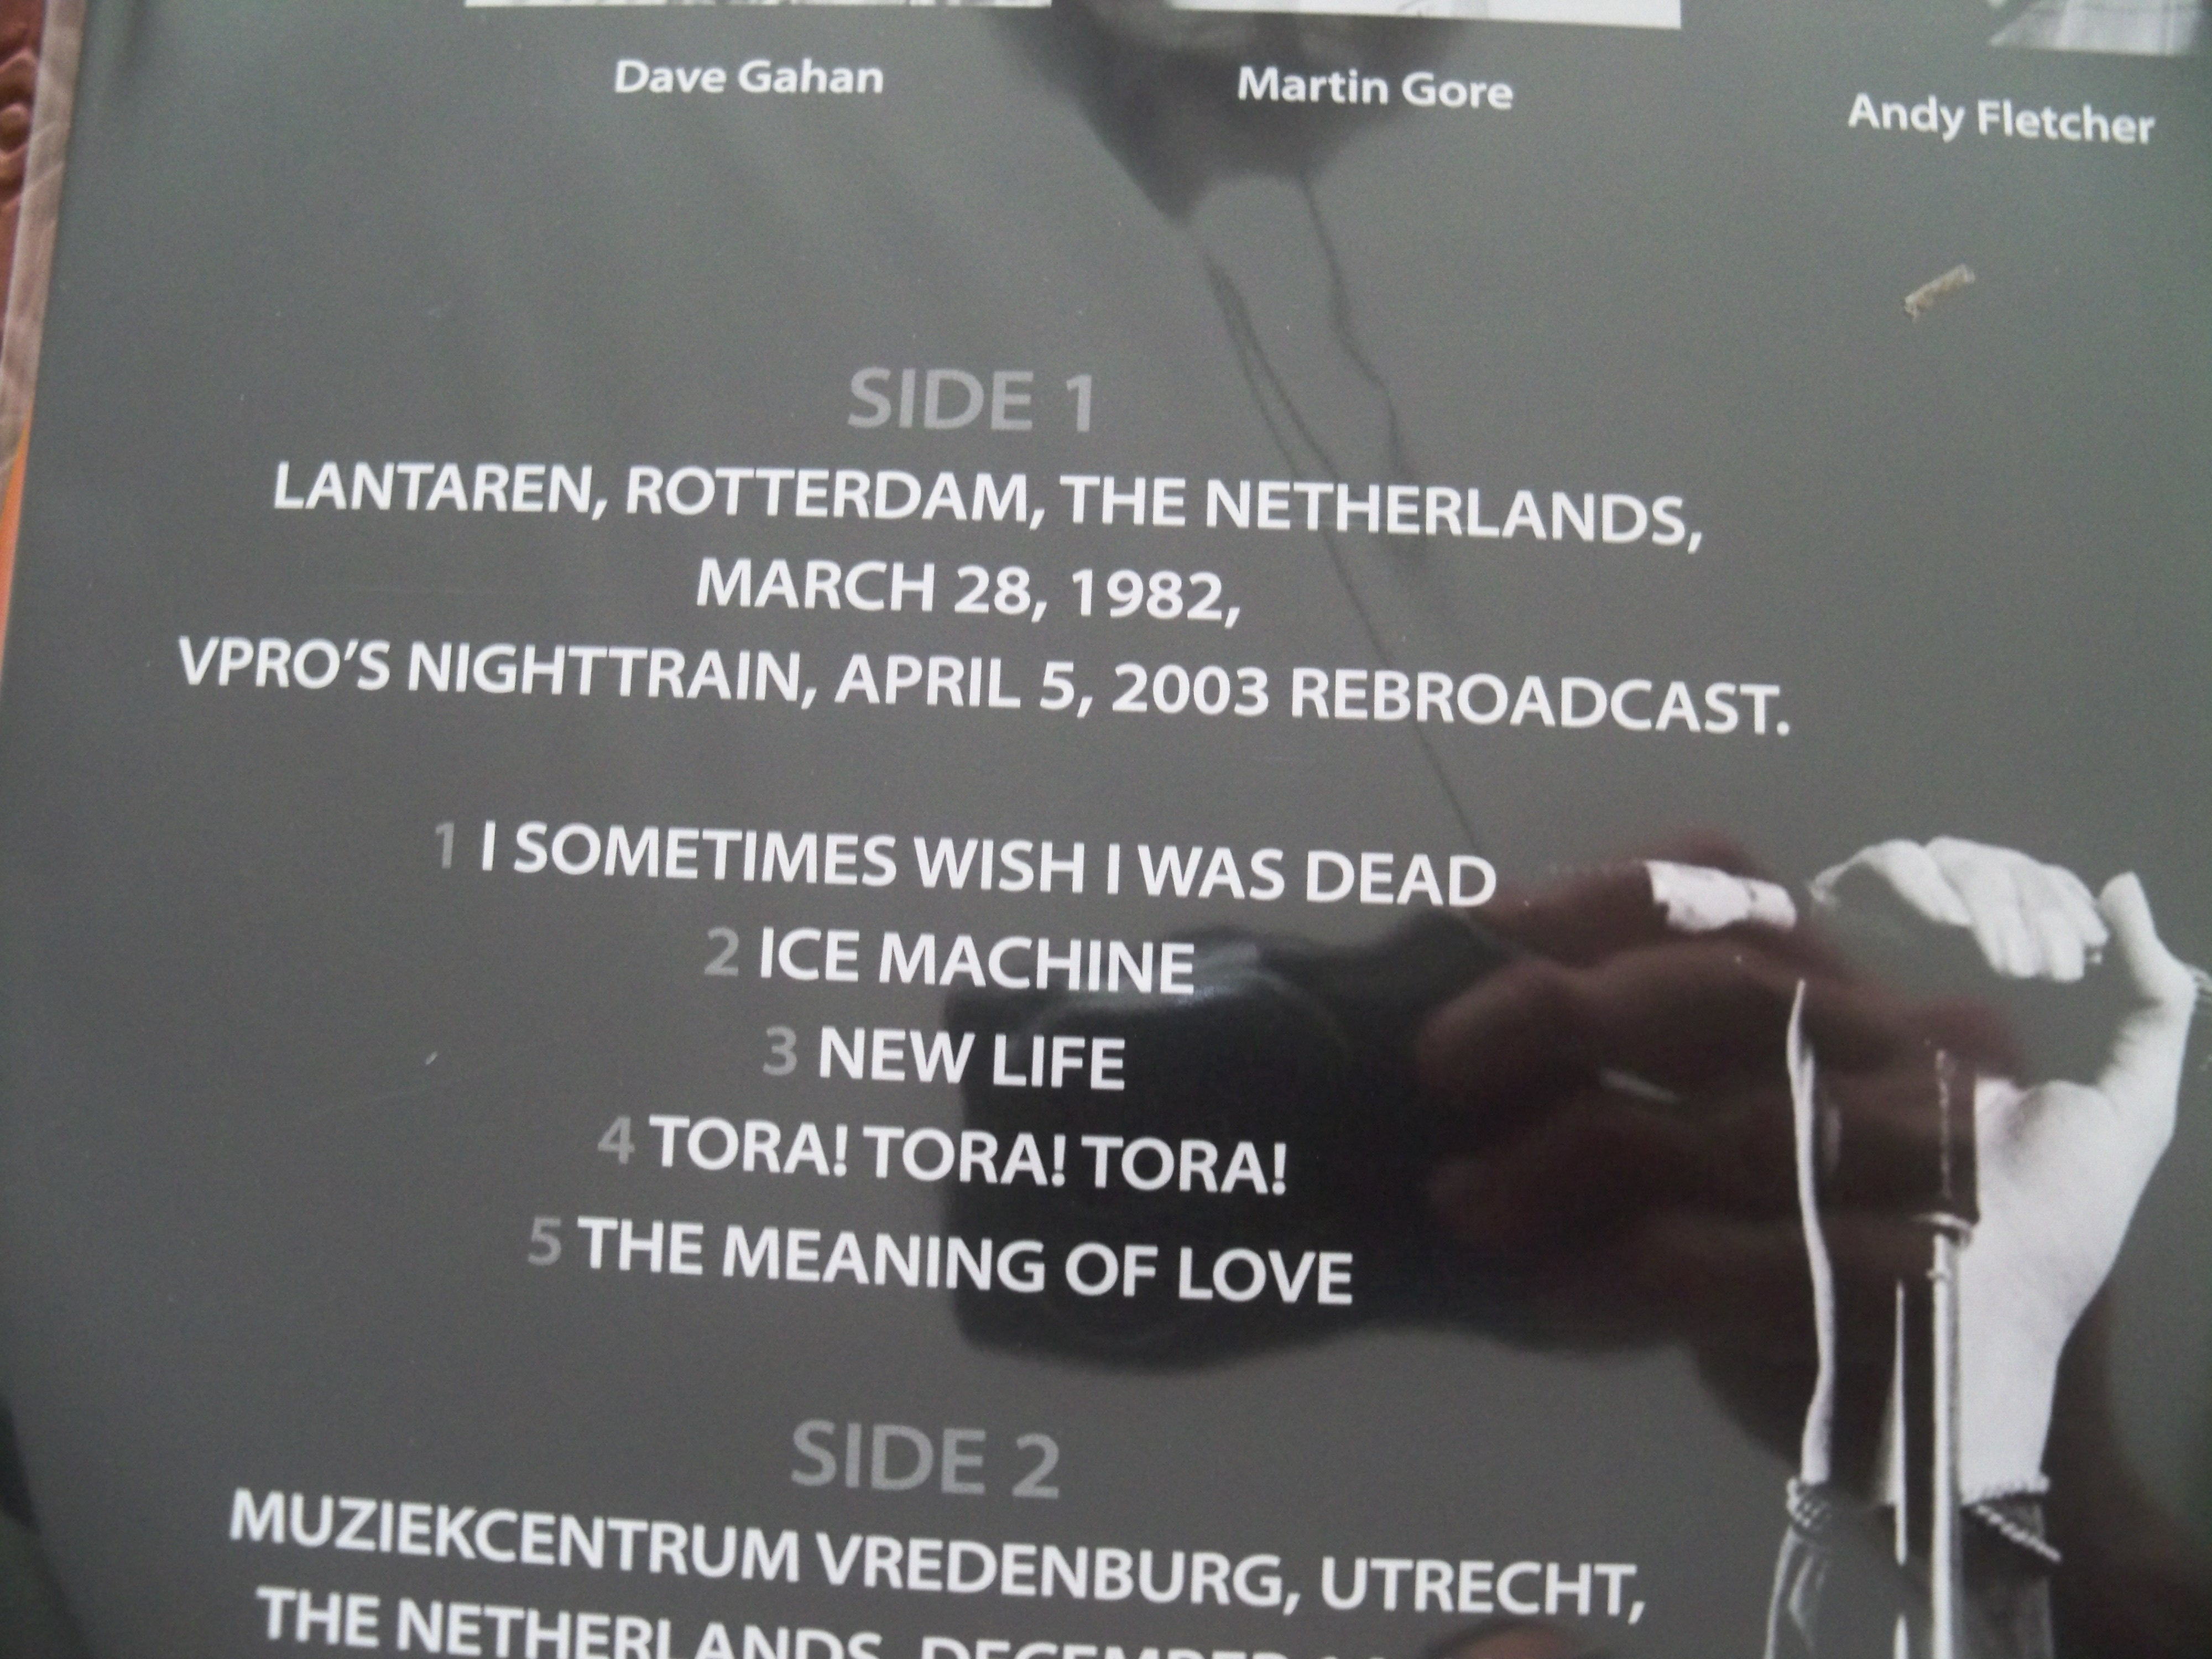 Dave Gahan
Martin Gore
Andy Fletcher
SIDE 1
LANTAREN, ROTTERDAM, THE NETHERLANDS,
MARCH 28, 1982,
VPRO'S NIGHTTRAIN, APRIL 5, 2003 REBROADCAST.
1 I SOMETIMES WISH I WAS DEAD
2 ICE MACHINE
3 NEW LIFE
4 TORA! TORA! TORA!
5 THE MEANING OF LOVE
SIDE 2
MUZIEKCENTRUM VREDENBURG, UTRECHT,
THE NETHERLANDS, DECEMBER